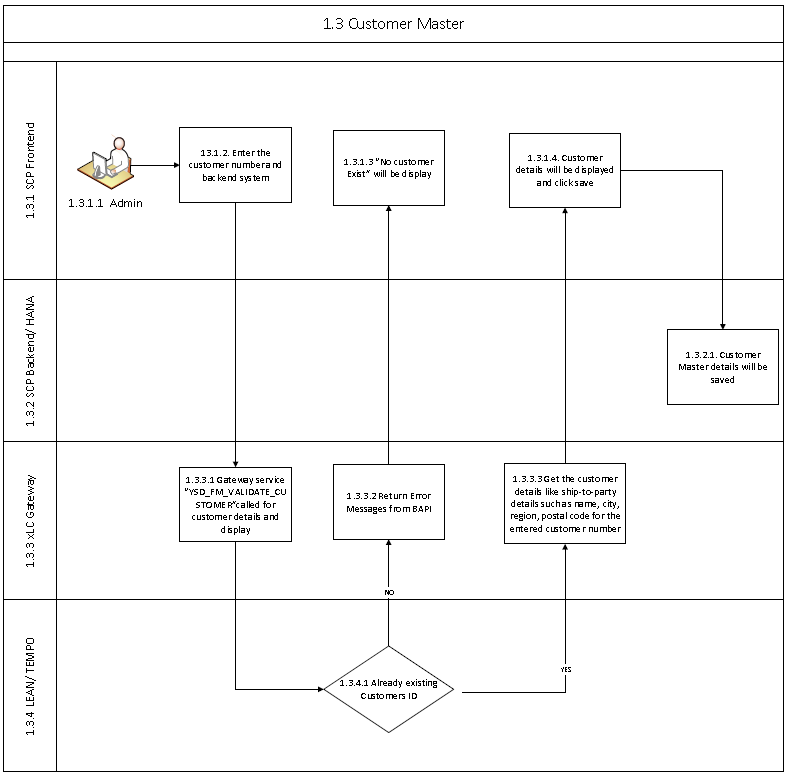 1.3 Customer Master
1.3.1 SCP Frontend
1.3.1.1 Admin
13.1.2. Enter the
customer number and
backend system
1.3.1.3 "No customer
Exist" will be display
1.3.1.4. Customer
details will be displayed
and click save
1.3.2 SCP Backend/ HANA
1.3.2.1. Customer
Master details will be
saved
1.3.3 xLC Gateway
1.3.3.1 Gateway service
"YSD_FM_VALIDATE_CU
STOMER"called for
customer details and
display
1.3.3.2 Return Error
Messages from BAPI
1.3.3.3 Get the customer
details like ship-to-party
details such as name, city,
region, postal code for the
entered customer number
NO
1.3.4 LEAN/ TEMPO
1.3.4.1 Already existing
Customers ID
YES